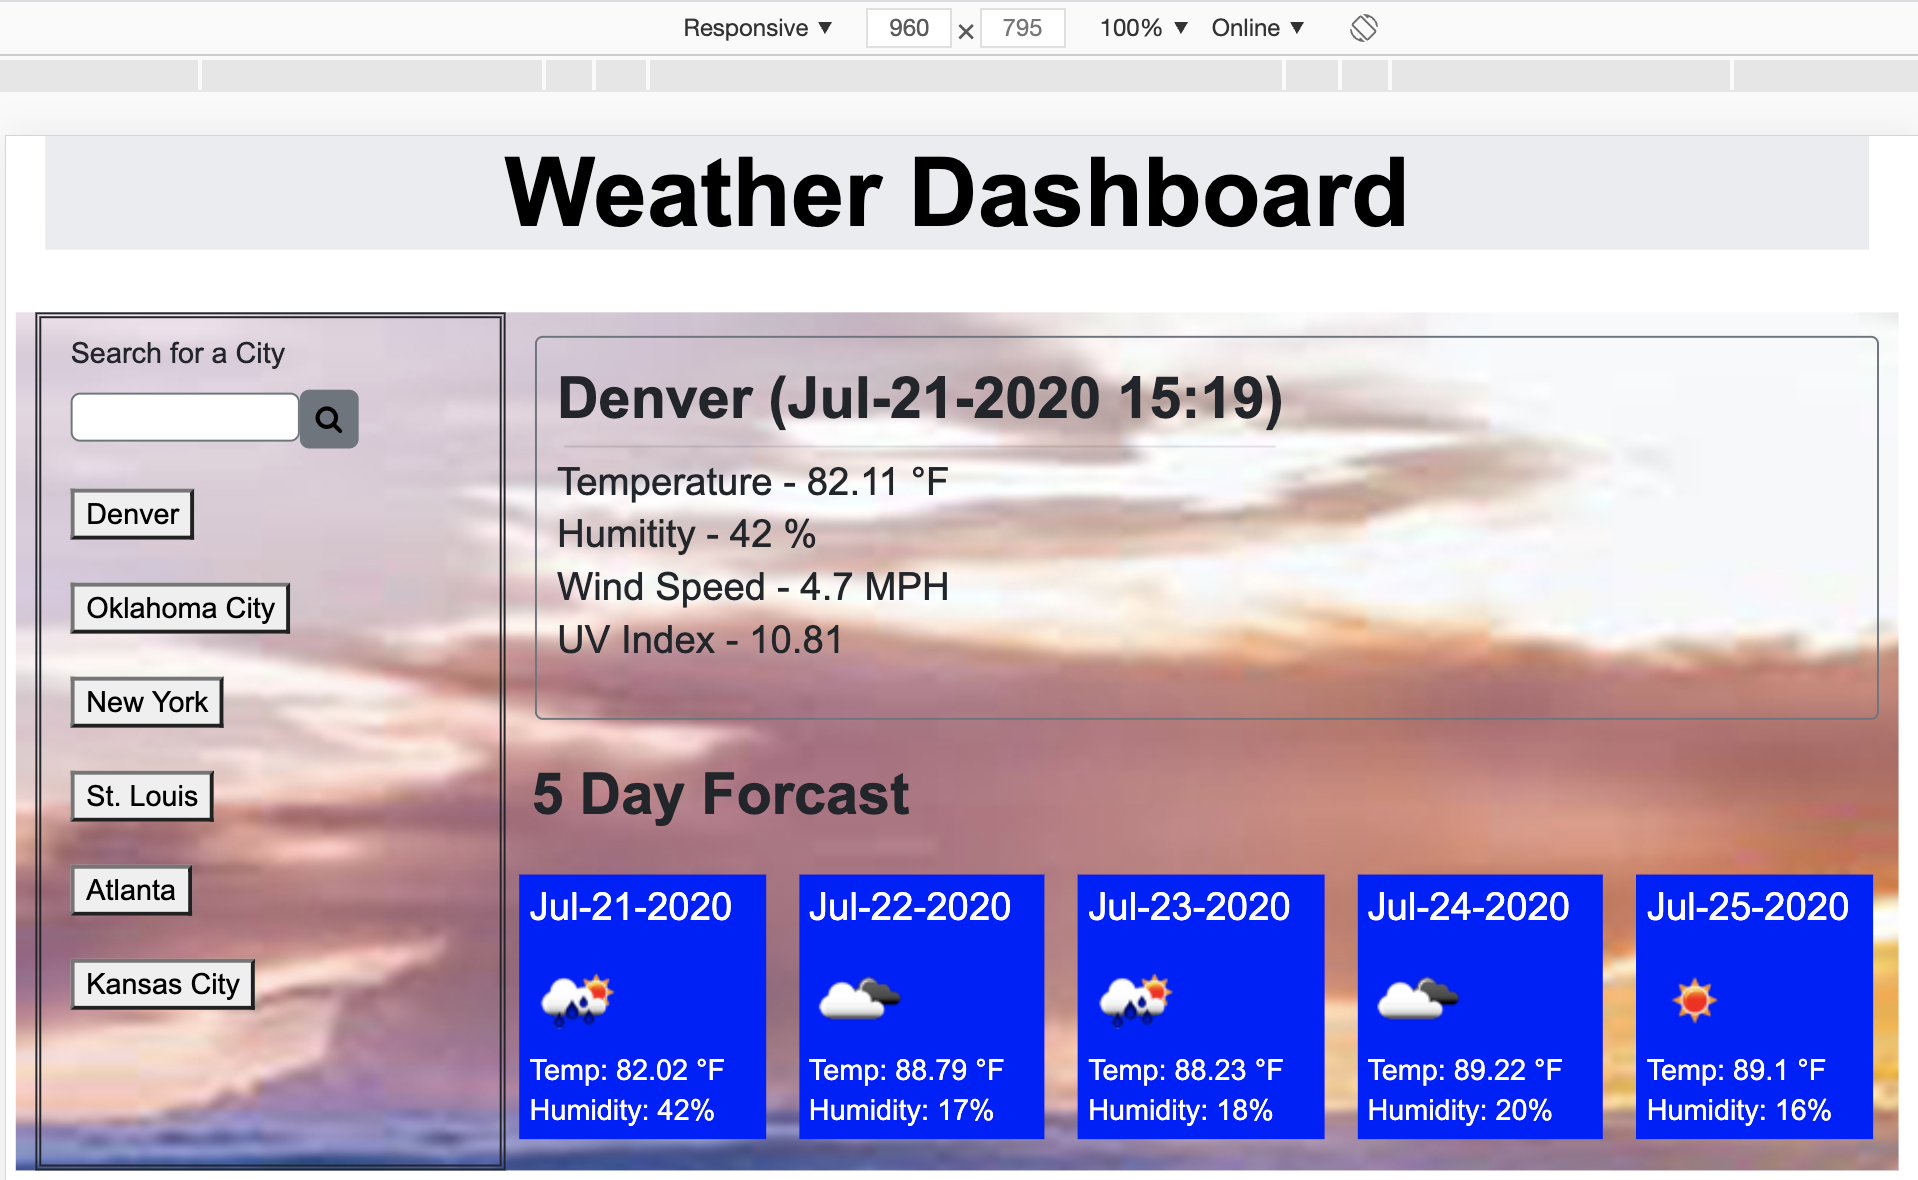 Responsive ▼ 960 × 795 100% ▼ Online ▼
Weather Dashboard
Search for a City
Denver
Oklahoma City
New York
St. Louis
Atlanta
Kansas City
Denver (Jul-21-2020 15:19)
Temperature - 82.11 °F
Humitity - 42 %
Wind Speed - 4.7 MPH
UV Index - 10.81
5 Day Forcast
Jul-21-2020
Temp: 82.02 °F
Humidity: 42%
Jul-22-2020
Temp: 88.79 °F
Humidity: 17%
Jul-23-2020
Temp: 88.23 °F
Humidity: 18%
Jul-24-2020
Temp: 89.22 °F
Humidity: 20%
Jul-25-2020
Temp: 89.1 °F
Humidity: 16%